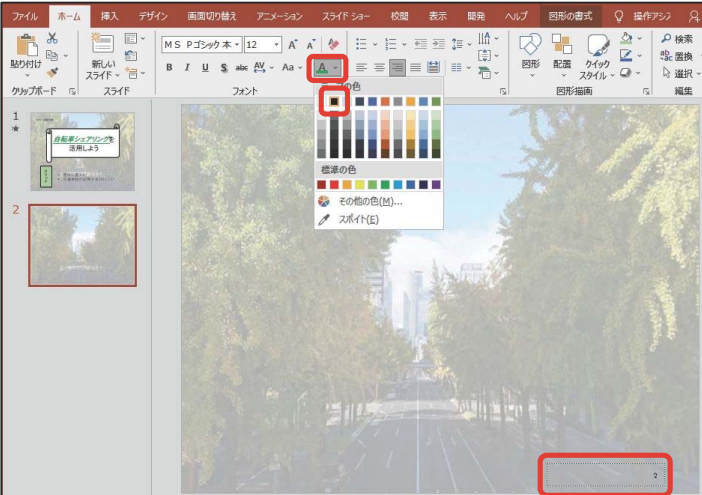 ファイル ホーム 挿入 デザイン 画面切り替え アニメーション スライド ショー 校閲 表示 開発 ヘルプ 図形の書式 操作アシ
貼り付け 新しい スライド MS Pゴシック 本 12 A A 図形 配置 クイック スタイル 検索
置換
選択
B I U S abc AV Aa A
クリップボード スライド フォント 図形描画 編集
の色
標準の色
その他の色(M)...
スポイト(E)
1
自転車シェアリングを
活用しよう
2
2